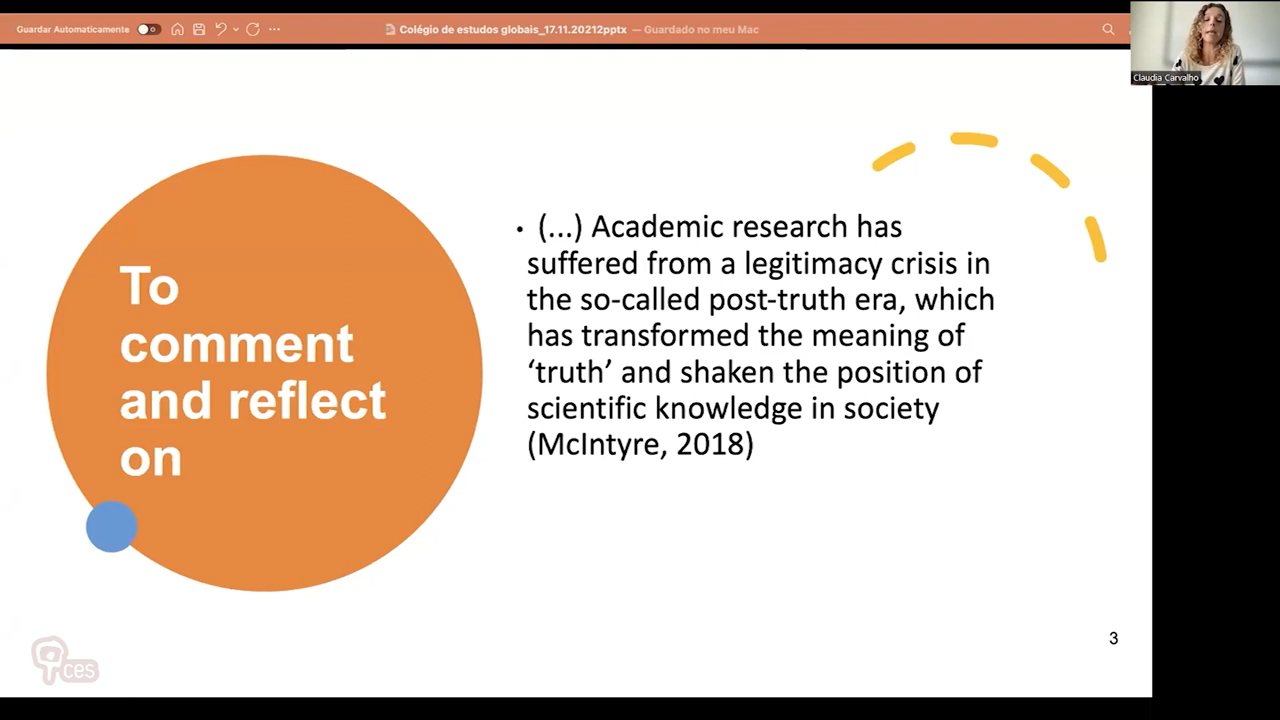 Guardar Automaticamente
Colégio de estudos globais_17.11.20212pptx — Guardado no meu Mac
Claudia Carvalho
To
comment
and reflect
on
• (...) Academic research has
suffered from a legitimacy crisis in
the so-called post-truth era, which
has transformed the meaning of
‘truth’ and shaken the position of
scientific knowledge in society
(McIntyre, 2018)
3
ces